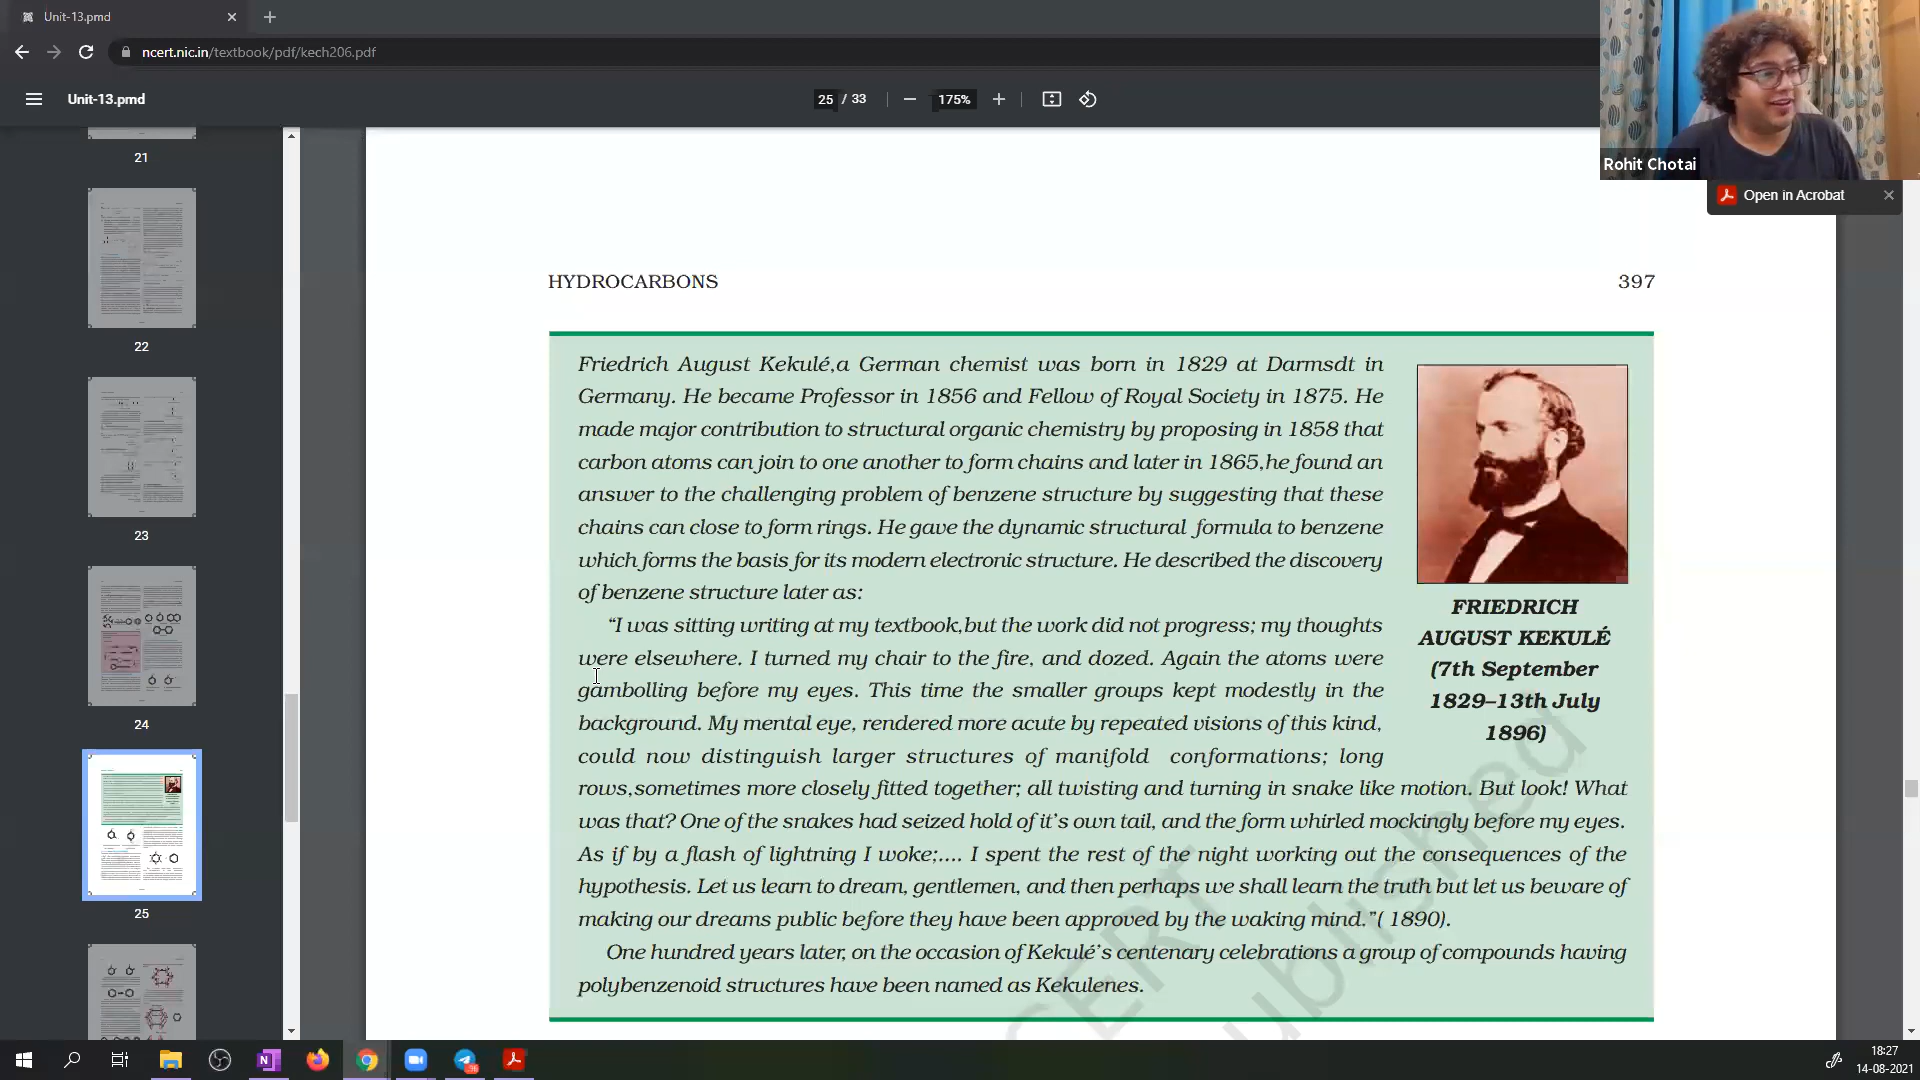 Unit-13.pmd
ncert.nic.in/textbook/pdf/kech206.pdf
Unit-13.pmd
25 / 33
175%
Rohit Chotai
Open in Acrobat
21
22
23
24
25
HYDROCARBONS
397
Friedrich August Kekulé,a German chemist was born in 1829 at Darmsdt in
Germany. He became Professor in 1856 and Fellow of Royal Society in 1875. He
made major contribution to structural organic chemistry by proposing in 1858 that
carbon atoms can join to one another to form chains and later in 1865,he found an
answer to the challenging problem of benzene structure by suggesting that these
chains can close to form rings. He gave the dynamic structural formula to benzene
which forms the basis for its modern electronic structure. He described the discovery
of benzene structure later as:
“I was sitting writing at my textbook,but the work did not progress; my thoughts
were elsewhere. I turned my chair to the fire, and dozed. Again the atoms were
gambolling before my eyes. This time the smaller groups kept modestly in the
background. My mental eye, rendered more acute by repeated visions of this kind,
could now distinguish larger structures of manifold conformations; long
rows,sometimes more closely fitted together; all twisting and turning in snake like motion. But look! What
was that? One of the snakes had seized hold of it’s own tail, and the form whirled mockingly before my eyes.
As if by a flash of lightning I woke;.... I spent the rest of the night working out the consequences of the
hypothesis. Let us learn to dream, gentlemen, and then perhaps we shall learn the truth but let us beware of
making our dreams public before they have been approved by the waking mind.”( 1890).
One hundred years later, on the occasion of Kekulé’s centenary celebrations a group of compounds having
polybenzenoid structures have been named as Kekulenes.
FRIEDRICH
AUGUST KEKULÉ
(7th September
1829–13th July
1896)
18:27
14-08-2021